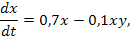 dx/dt = 0,7x − 0,1xy,